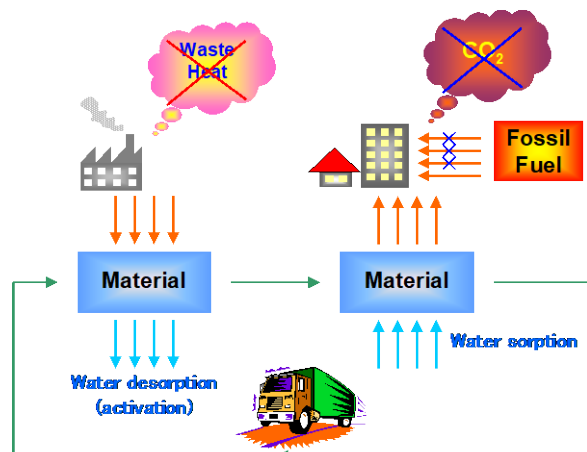 Waste
Heat
CO₂
Fossil
Fuel
Material
Material
Water sorption
Water desorption
(activation)